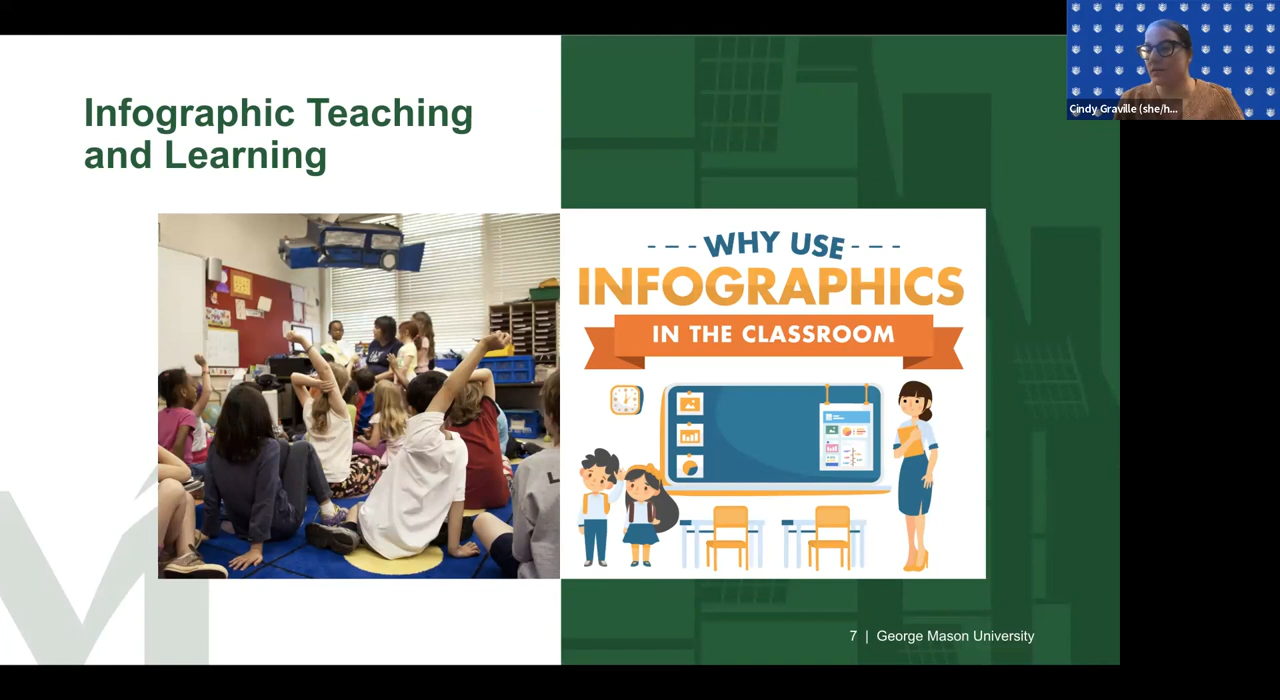 Infographic Teaching
and Learning
WHY USE
INFOGRAPHICS
IN THE CLASSROOM
7 | George Mason University
Cindy Graville (she/h...